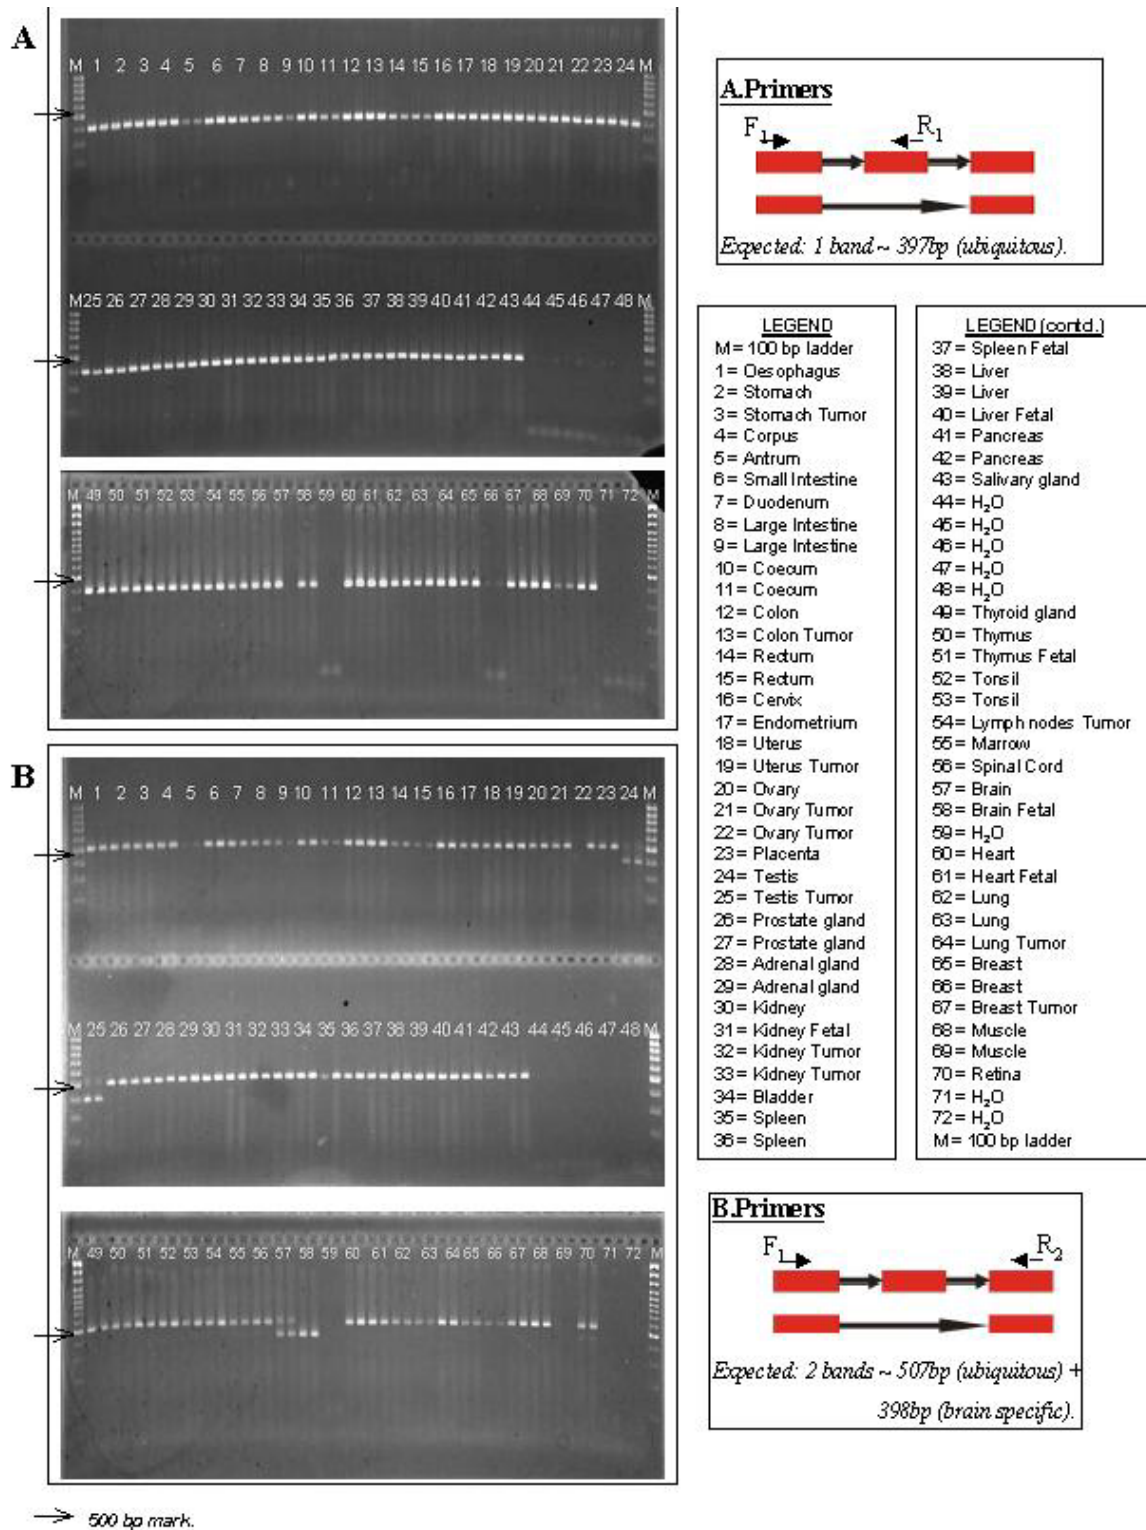 A
M 1 2 3 4 5 6 7 8 9 10 11 12 13 14 15 16 17 18 19 20 21 22 23 24 M
M 25 26 27 28 29 30 31 32 33 34 35 36 37 38 39 40 41 42 43 44 45 46 47 48 M
M 49 50 51 52 53 54 55 56 57 58 59 60 61 62 63 64 65 66 67 68 69 70 71 72 M
B
M 1 2 3 4 5 6 7 8 9 10 11 12 13 14 15 16 17 18 19 20 21 22 23 24 M
M 25 26 27 28 29 30 31 32 33 34 35 36 37 38 39 40 41 42 43 44 45 46 47 48 M
M 49 50 51 52 53 54 55 56 57 58 59 60 61 62 63 64 65 66 67 68 69 70 71 72 M
500 bp mark.
A.Primers
F1 R1
Expected: 1 band ~ 397bp (ubiquitous).
LEGEND
M = 100 bp ladder
1 = Oesophagus
2 = Stomach
3 = Stomach Tumor
4 = Corpus
5 = Antrum
6 = Small Intestine
7 = Duodenum
8 = Large Intestine
9 = Large Intestine
10 = Coecum
11 = Coecum
12 = Colon
13 = Colon Tumor
14 = Rectum
15 = Rectum
16 = Cervix
17 = Endometrium
18 = Uterus
19 = Uterus Tumor
20 = Ovary
21 = Ovary Tumor
22 = Ovary Tumor
23 = Placenta
24 = Testis
25 = Testis Tumor
26 = Prostate gland
27 = Prostate gland
28 = Adrenal gland
29 = Adrenal gland
30 = Kidney
31 = Kidney Fetal
32 = Kidney Tumor
33 = Kidney Tumor
34 = Bladder
35 = Spleen
36 = Spleen
LEGEND (contd.)
37 = Spleen Fetal
38 = Liver
39 = Liver
40 = Liver Fetal
41 = Pancreas
42 = Pancreas
43 = Salivary gland
44 = H2O
45 = H2O
46 = H2O
47 = H2O
48 = H2O
49 = Thyroid gland
50 = Thymus
51 = Thymus Fetal
52 = Tonsil
53 = Tonsil
54 = Lymph nodes Tumor
55 = Marrow
56 = Spinal Cord
57 = Brain
58 = Brain Fetal
59 = H2O
60 = Heart
61 = Heart Fetal
62 = Lung
63 = Lung
64 = Lung Tumor
65 = Breast
66 = Breast
67 = Breast Tumor
68 = Muscle
69 = Muscle
70 = Retina
71 = H2O
72 = H2O
M = 100 bp ladder
B.Primers
F1 R2
Expected: 2 bands ~ 507bp (ubiquitous) +
398bp (brain specific).